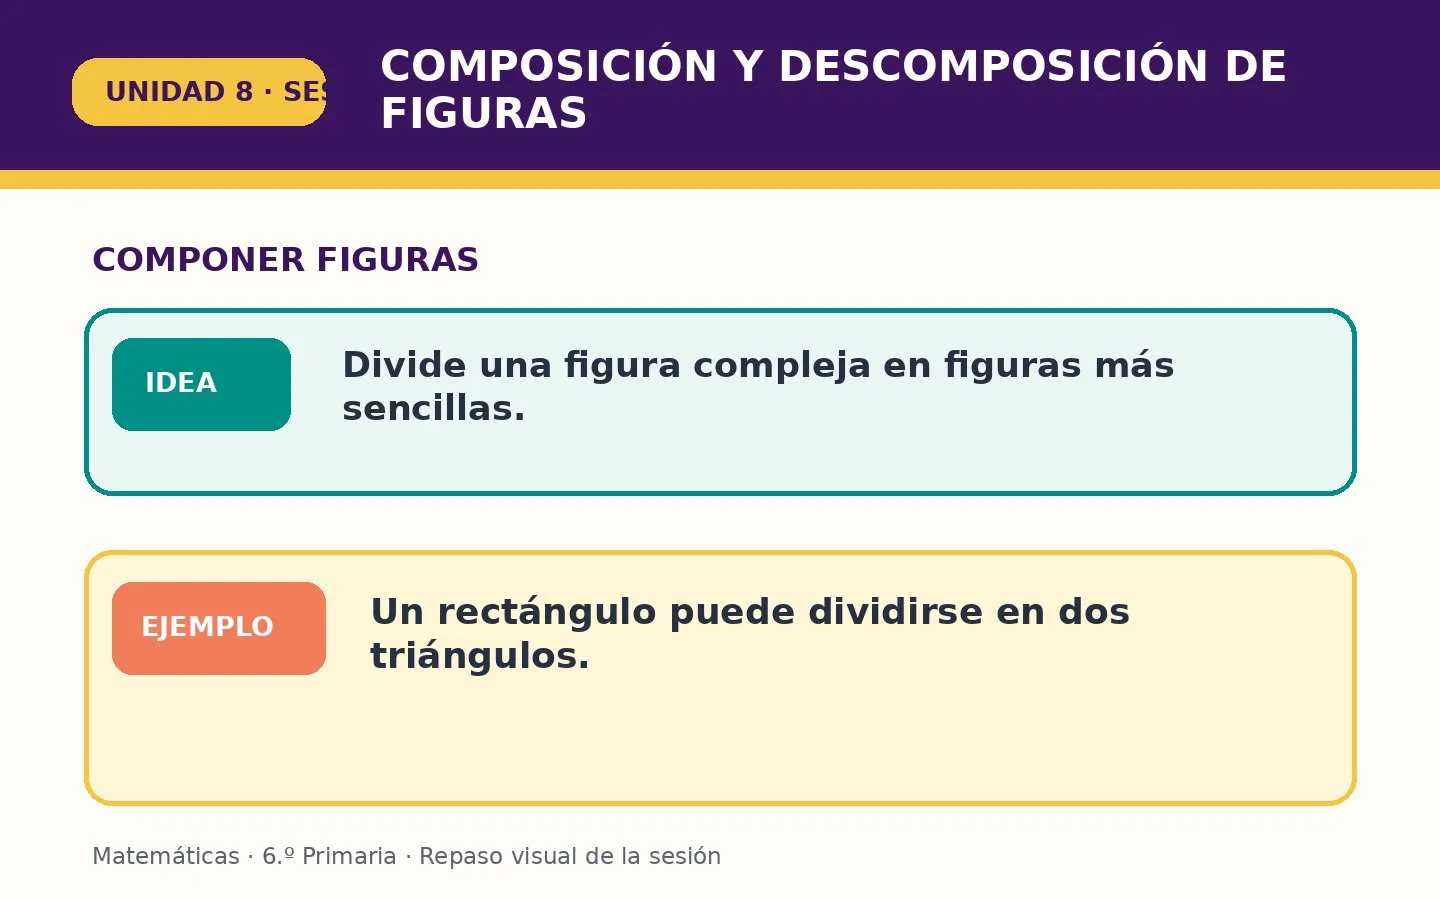 UNIDAD 8 · SES
COMPOSICIÓN Y DESCOMPOSICIÓN DE
FIGURAS
COMPONER FIGURAS
IDEA
Divide una figura compleja en figuras más
sencillas.
EJEMPLO
Un rectángulo puede dividirse en dos
triángulos.
Matemáticas · 6.º Primaria · Repaso visual de la sesión